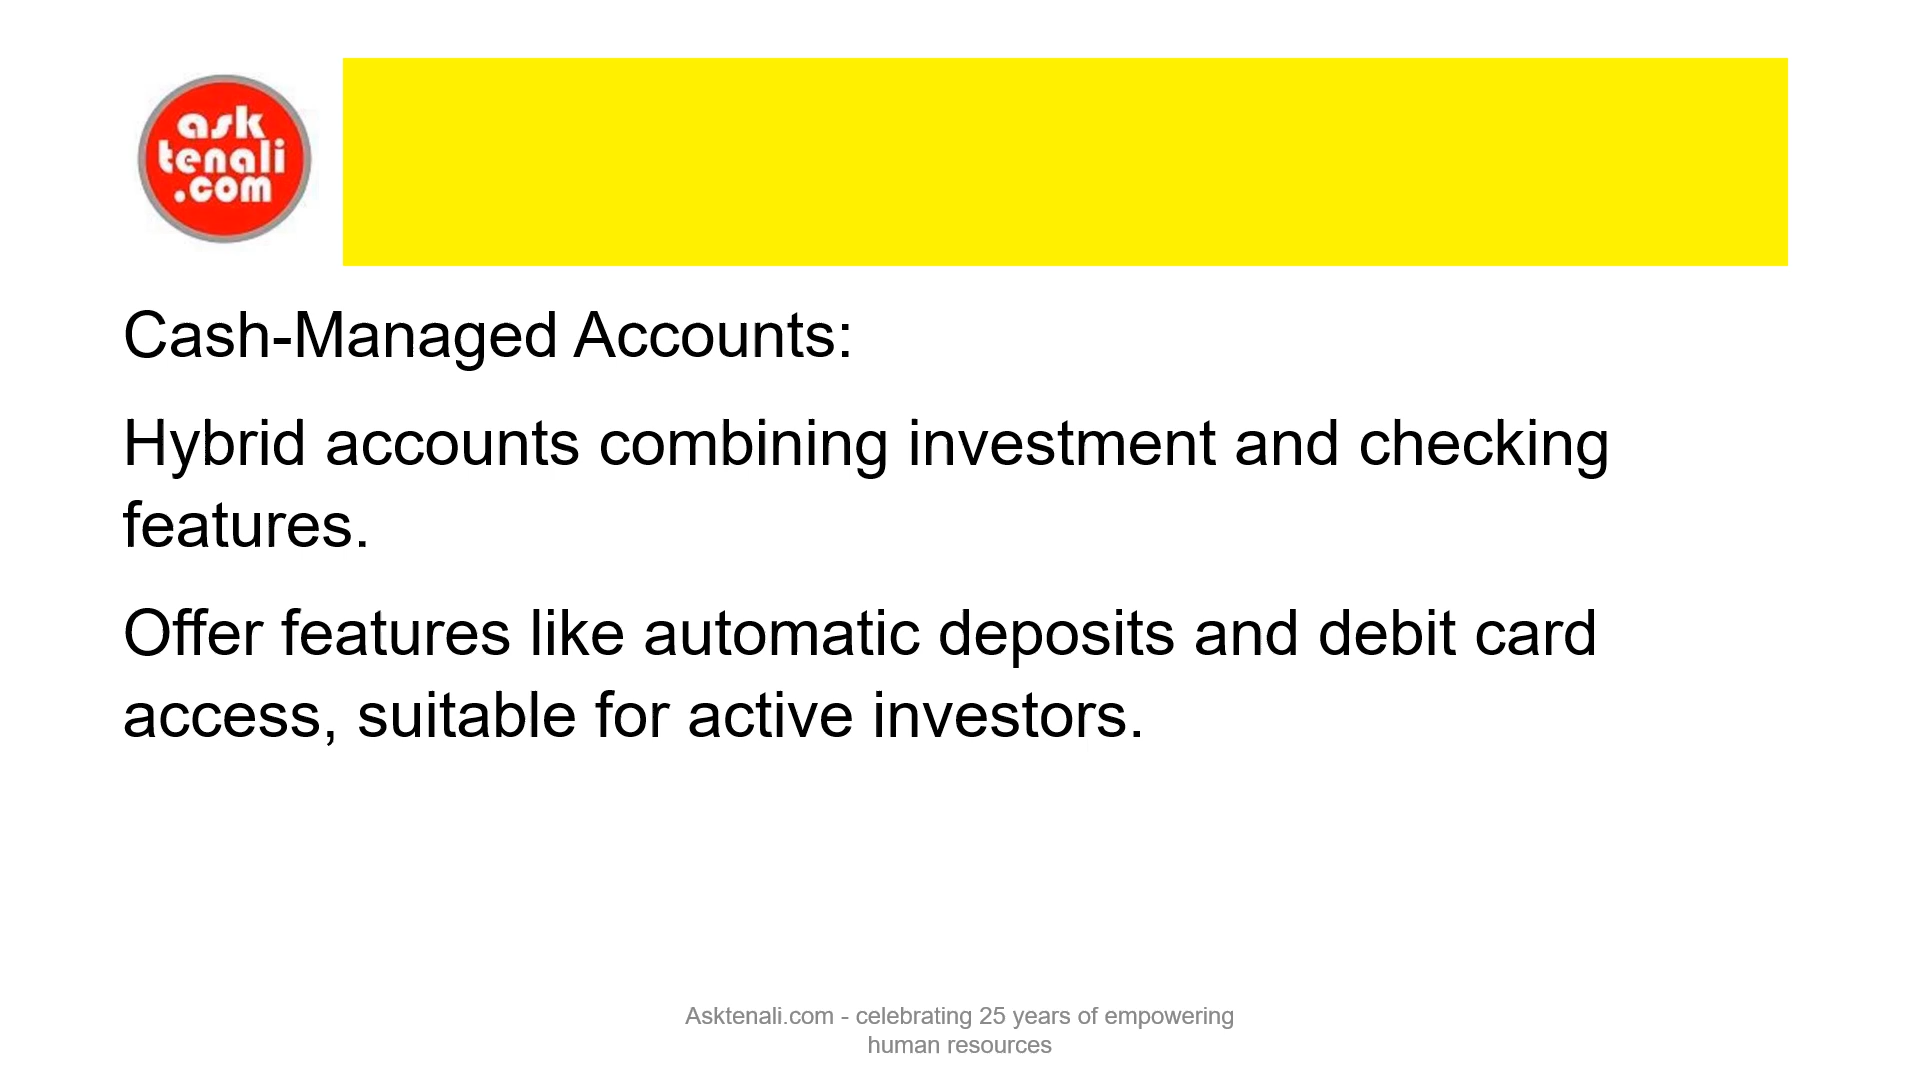 ask
tenali
.com
Cash-Managed Accounts:
Hybrid accounts combining investment and checking
features.
Offer features like automatic deposits and debit card
access, suitable for active investors.
Asktenali.com - celebrating 25 years of empowering
human resources